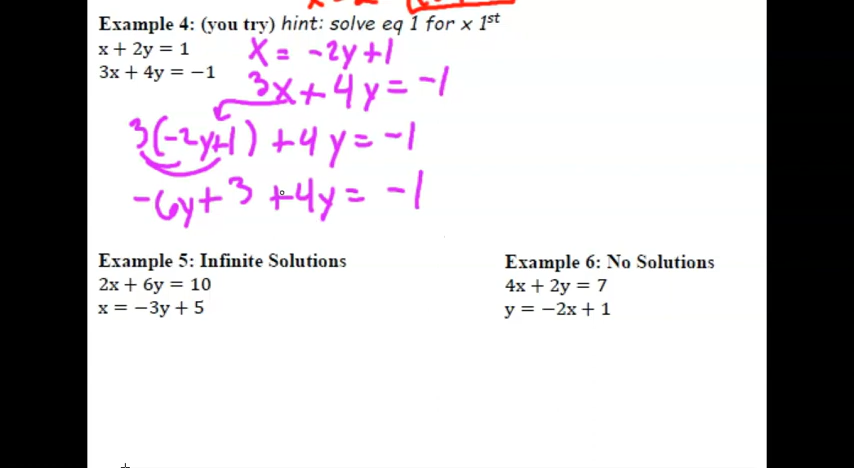 Example 4: (you try) hint: solve eq 1 for x 1st
x + 2y = 1
x = -2y+1
3x + 4y = −1
3x + 4y = -1
3(-2y+1) + 4y = -1
-6y + 3 + 4y = -1
Example 5: Infinite Solutions
2x + 6y = 10
x = −3y + 5
Example 6: No Solutions
4x + 2y = 7
y = −2x + 1